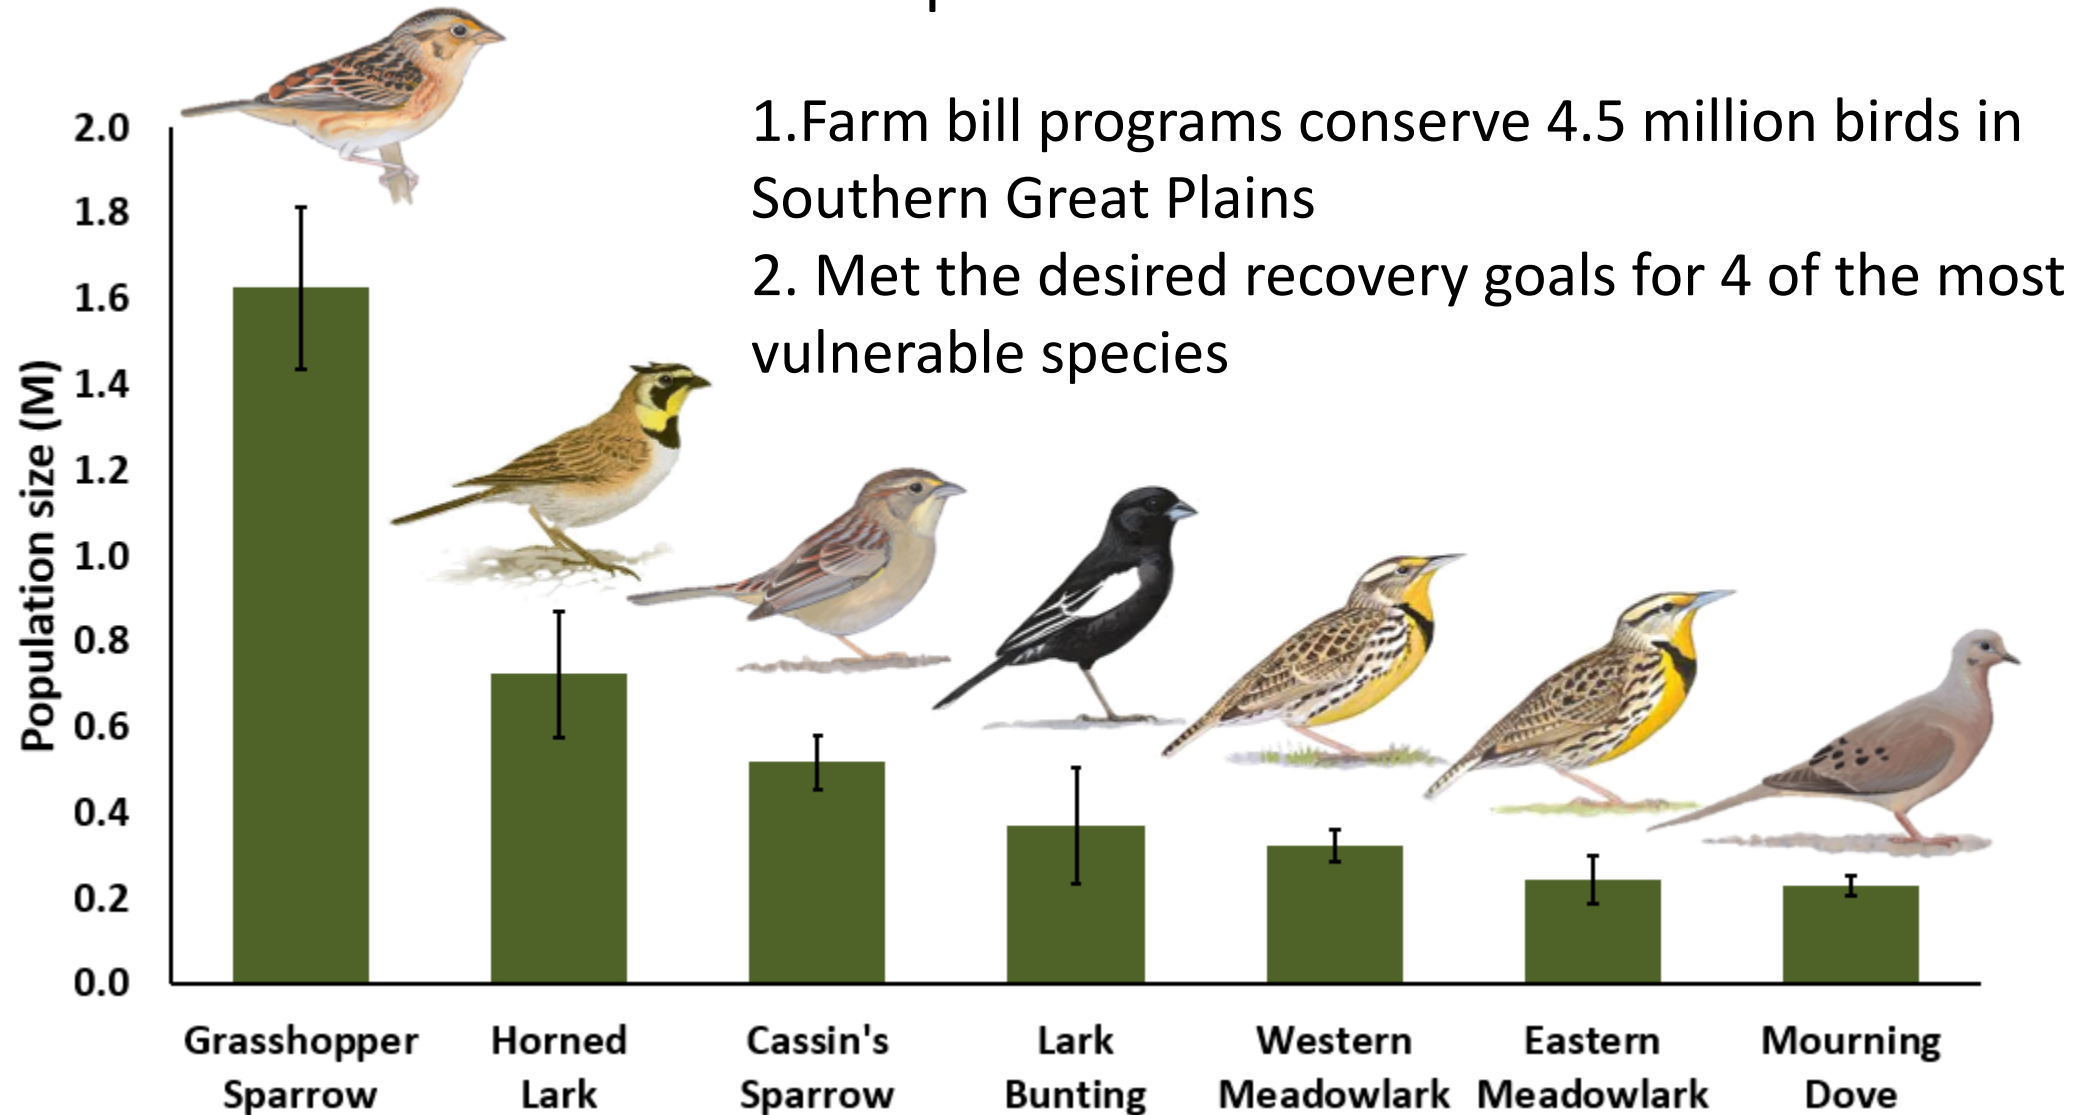 1.Farm bill programs conserve 4.5 million birds in
Southern Great Plains
2. Met the desired recovery goals for 4 of the most
vulnerable species
Population size (M)
2.0
1.8
1.6
1.4
1.2
1.0
0.8
0.6
0.4
0.2
0.0
Grasshopper
Sparrow
Horned
Lark
Cassin's
Sparrow
Lark
Bunting
Western
Meadowlark
Eastern
Meadowlark
Mourning
Dove